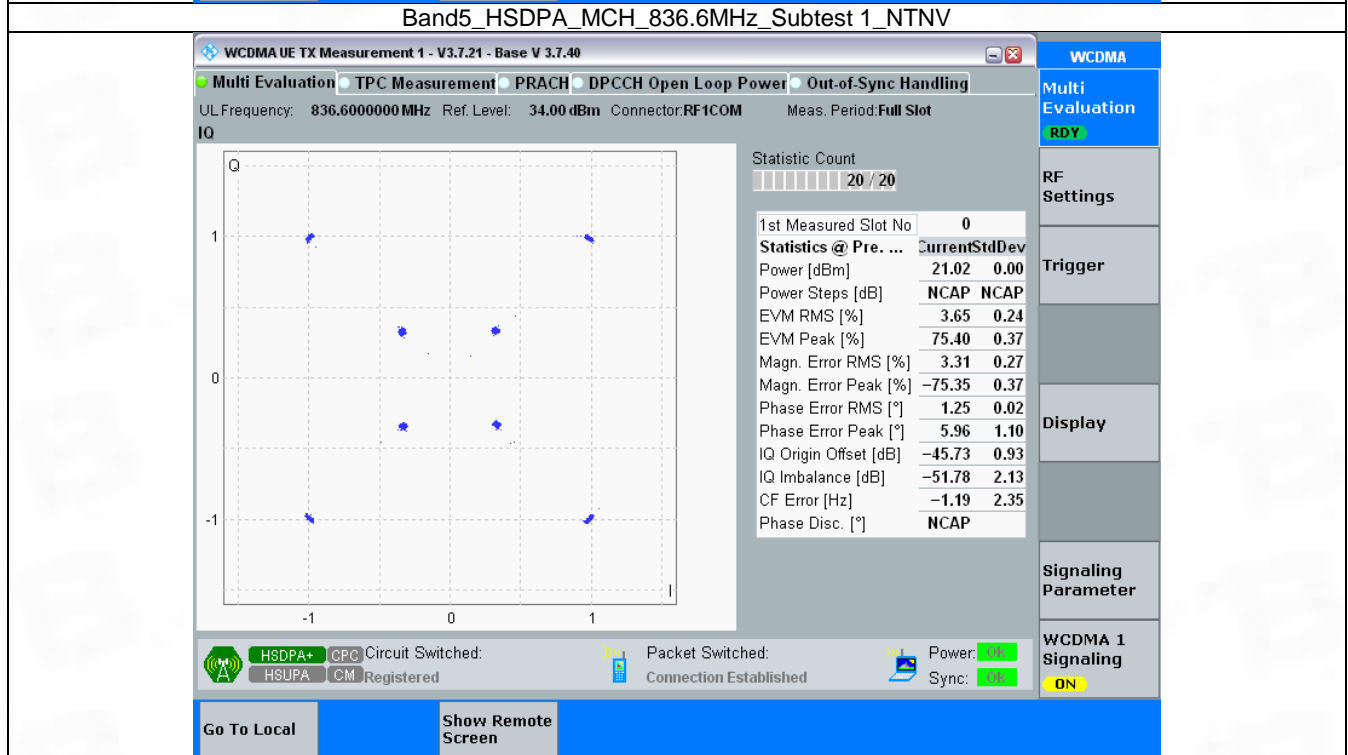 Band5_HSDPA_MCH_836.6MHz_Subtest 1_NTNV
WCDMA UE TX Measurement 1 - V3.7.21 - Base V 3.7.40
WCDMA
Multi Evaluation TPC Measurement PRACH DPCCH Open Loop Power Out-of-Sync Handling
Multi
Evaluation
RDY
UL Frequency: 836.6000000 MHz Ref. Level: 34.00 dBm Connector:RF1COM Meas. Period:Full Slot
IQ
Q
1
0
-1
I
-1 0 1
Statistic Count
20 / 20
1st Measured Slot No 0
Statistics @ Pre. ... Current StdDev
Power [dBm] 21.02 0.00
Power Steps [dB] NCAP NCAP
EVM RMS [%] 3.65 0.24
EVM Peak [%] 75.40 0.37
Magn. Error RMS [%] 3.31 0.27
Magn. Error Peak [%] −75.35 0.37
Phase Error RMS [°] 1.25 0.02
Phase Error Peak [°] 5.96 1.10
IQ Origin Offset [dB] −45.73 0.93
IQ Imbalance [dB] −51.78 2.13
CF Error [Hz] −1.19 2.35
Phase Disc. [°] NCAP
RF
Settings
Trigger
Display
Signaling
Parameter
WCDMA 1
Signaling
ON
HSDPA+ CPC Circuit Switched: Packet Switched: Power: OK
HSUPA CM Registered Connection Established Sync: OK
Go To Local
Show Remote
Screen